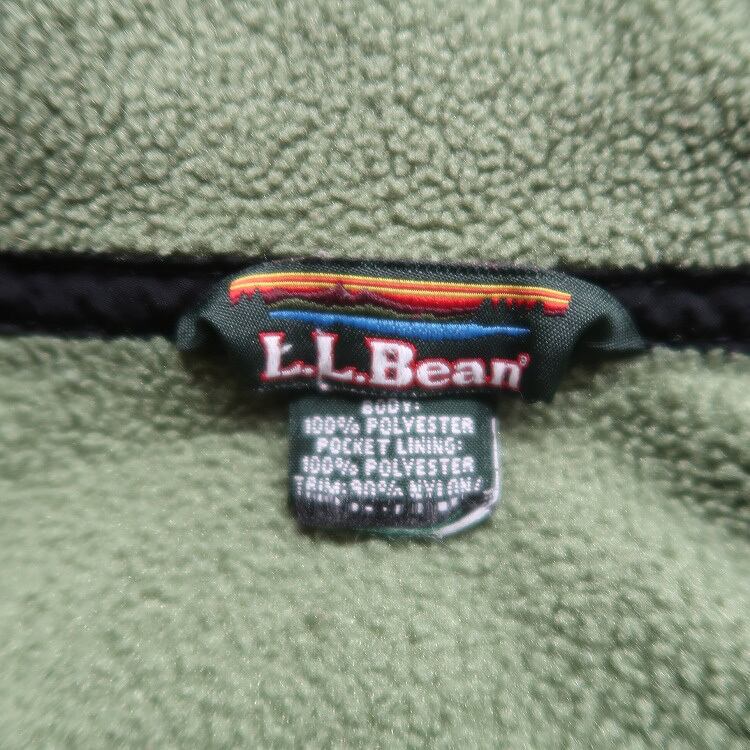 L.L.Bean®
BODY:
100% POLYESTER
POCKET LINING:
100% POLYESTER
TRIM: 90% NYLON/